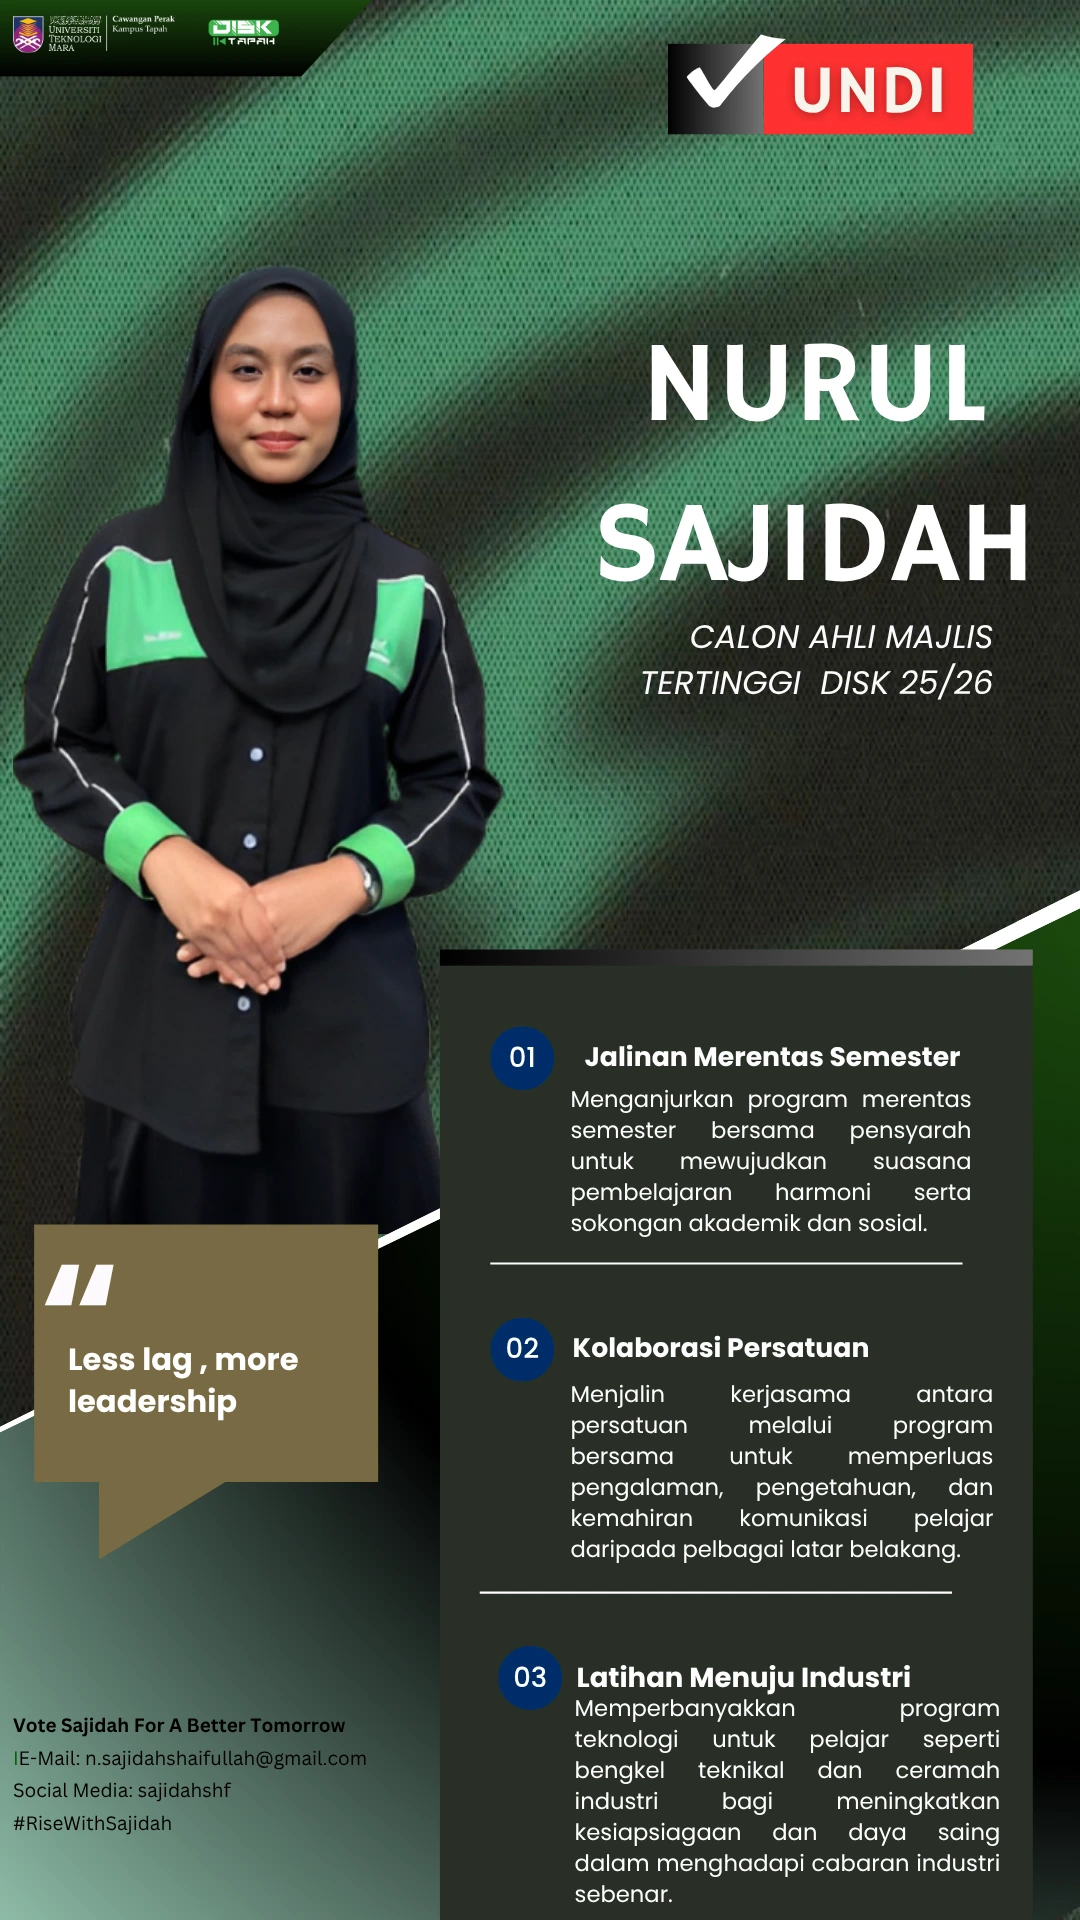 UNIVERSITI
TEKNOLOGI
MARA
Cawangan Perak
Kampus Tapah
DISK
TAPAH
UNDI
NURUL
SAJIDAH
CALON AHLI MAJLIS
TERTINGGI DISK 25/26
01
Jalinan Merentas Semester
Menganjurkan program merentas
semester bersama pensyarah
untuk mewujudkan suasana
pembelajaran harmoni serta
sokongan akademik dan sosial.
02
Kolaborasi Persatuan
Menjalin kerjasama antara
persatuan melalui program
bersama untuk memperluas
pengalaman, pengetahuan, dan
kemahiran komunikasi pelajar
daripada pelbagai latar belakang.
03
Latihan Menuju Industri
Memperbanyakkan program
teknologi untuk pelajar seperti
bengkel teknikal dan ceramah
industri bagi meningkatkan
kesiapsiagaan dan daya saing
dalam menghadapi cabaran industri
sebenar.
“
Less lag , more
leadership
Vote Sajidah For A Better Tomorrow
IE-Mail: n.sajidahshaifullah@gmail.com
Social Media: sajidahshf
#RiseWithSajidah